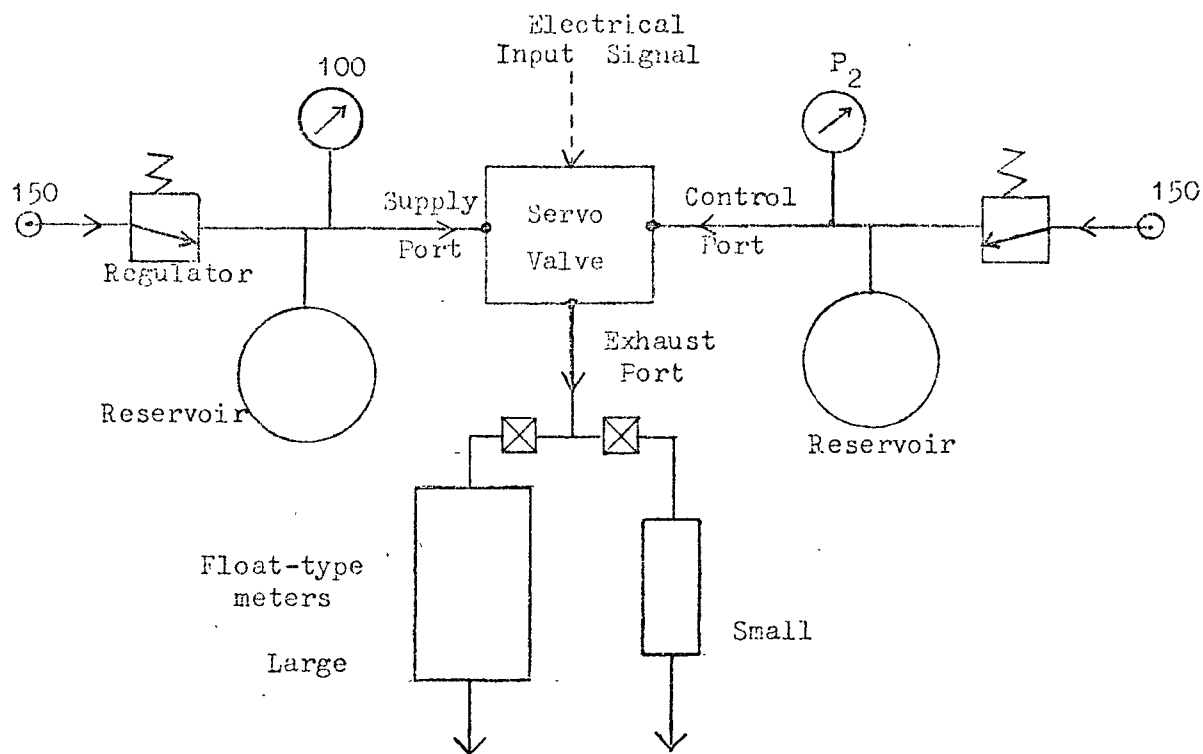 Electrical
Input Signal
100
P2
150
Supply
Port
Servo
Valve
Control
Port
150
Regulator
Exhaust
Port
Reservoir
Reservoir
Float-type
meters
Large
Small